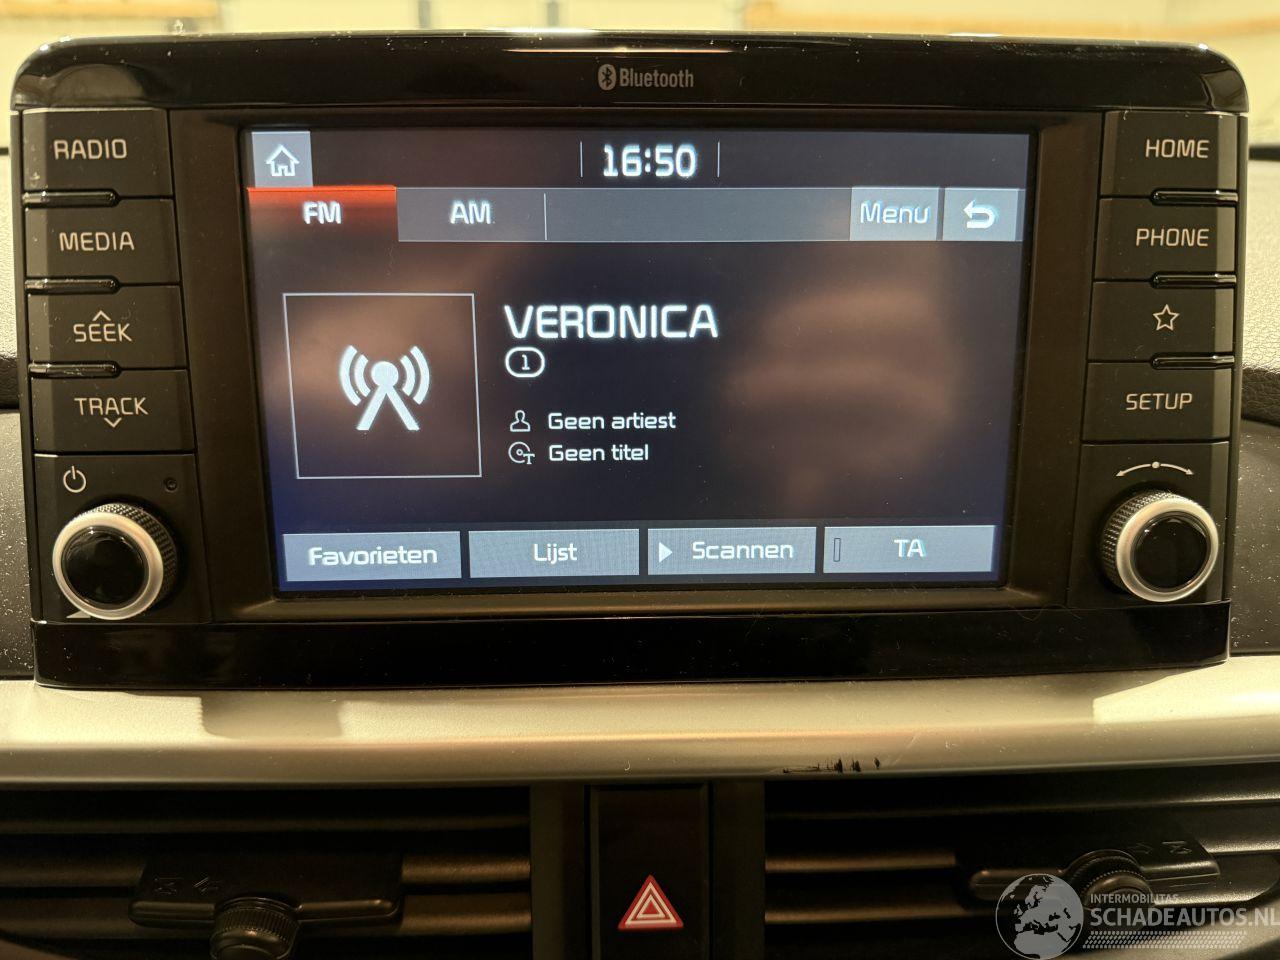 Bluetooth
RADIO
MEDIA
SEEK
TRACK
16:50
FM
AM
Menu
VERONICA
1
Geen artiest
Geen titel
Favorieten
Lijst
Scannen
TA
HOME
PHONE
SETUP
INTERMOBILITAS
SCHADEAUTOS.NL